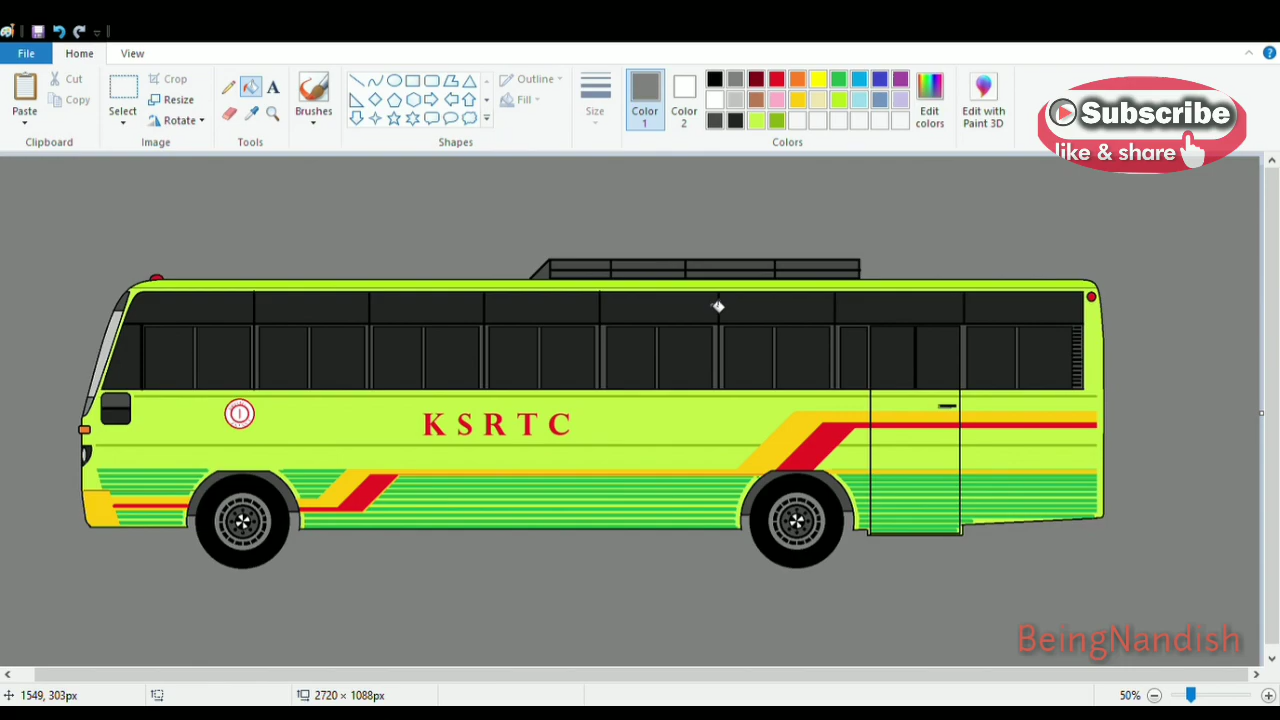 File Home View
Paste
Cut
Copy
Clipboard
Select
Crop
Resize
Rotate
Image
A
Tools
Brushes
Outline
Fill
Shapes
Size
Color 1
Color 2
Edit colors
Colors
Edit with Paint 3D
Subscribe
like & share
K S R T C
BeingNandish
1549, 303px
2720 × 1088px
50%